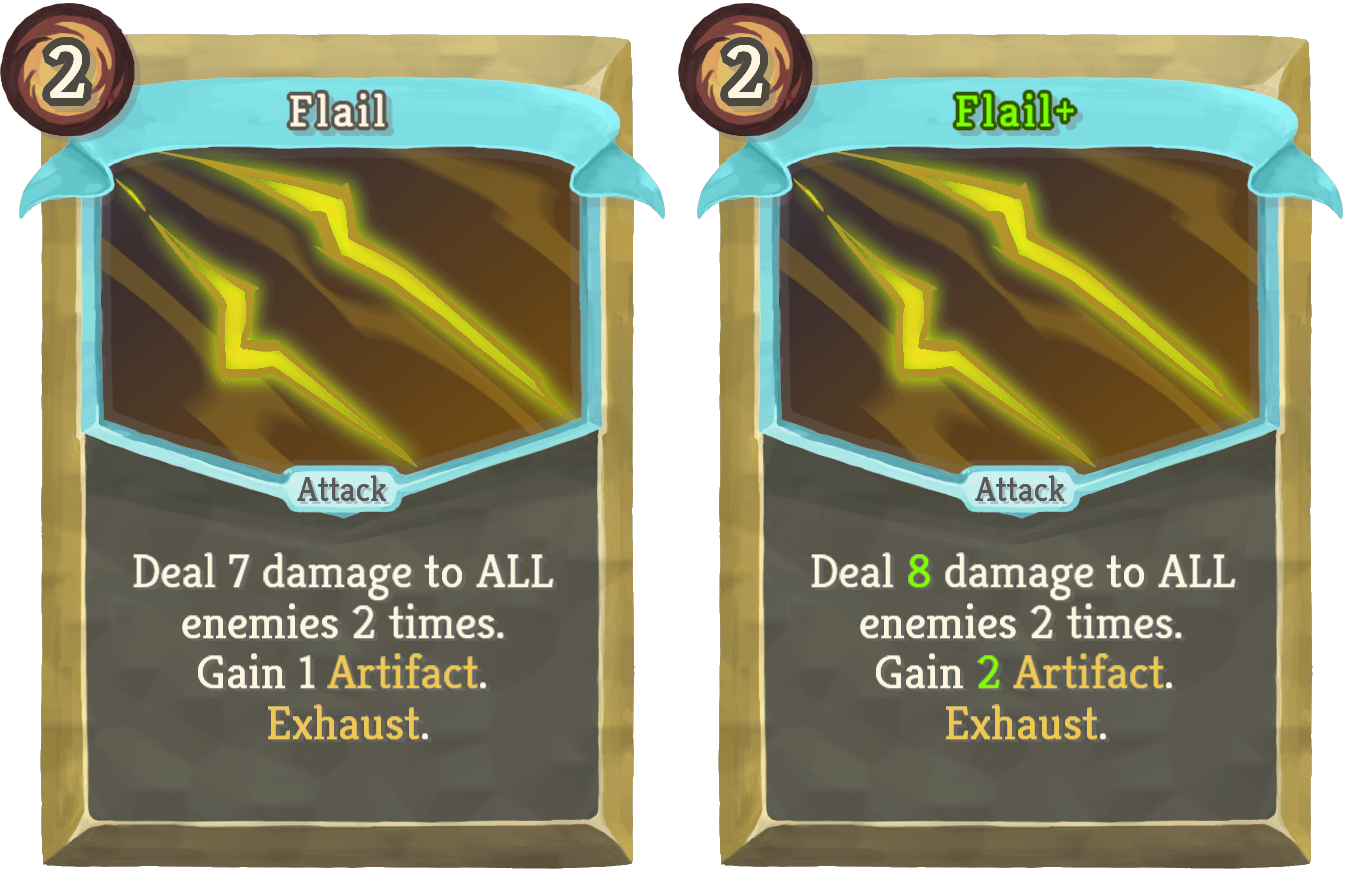 2
Flail
Attack
Deal 7 damage to ALL
enemies 2 times.
Gain 1 Artifact.
Exhaust.
2
Flail+
Attack
Deal 8 damage to ALL
enemies 2 times.
Gain 2 Artifact.
Exhaust.